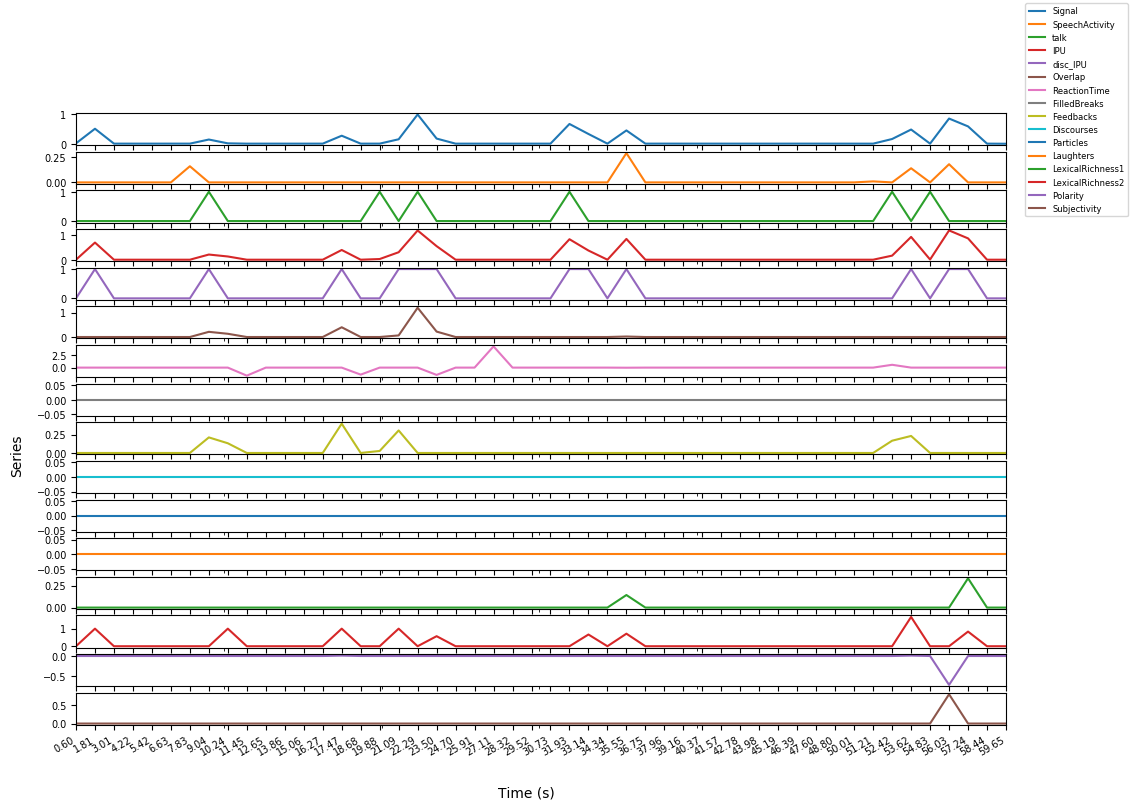 Signal
SpeechActivity
talk
IPU
disc_IPU
Overlap
ReactionTime
FilledBreaks
Feedbacks
Discourses
Particles
Laughters
LexicalRichness1
LexicalRichness2
Polarity
Subjectivity
1
0
0.25
0.00
1
0
1
0
1
0
1
0
2.5
0.0
0.05
0.00
−0.05
0.25
0.00
0.05
0.00
−0.05
0.05
0.00
−0.05
0.05
0.00
−0.05
0.25
0.00
1
0
0.0
−0.5
0.5
0.0
Series
0.60 1.81 3.01 4.22 5.42 6.63 7.83 9.04 10.24 11.45 12.65 13.86 15.06 16.27 17.47 18.68 19.88 21.09 22.29 23.50 24.70 25.91 27.11 28.32 29.52 30.73 31.93 33.14 34.34 35.55 36.75 37.96 39.16 40.37 41.57 42.78 43.98 45.19 46.39 47.60 48.80 50.01 51.21 52.42 53.62 54.83 56.03 57.24 58.44 59.65
Time (s)